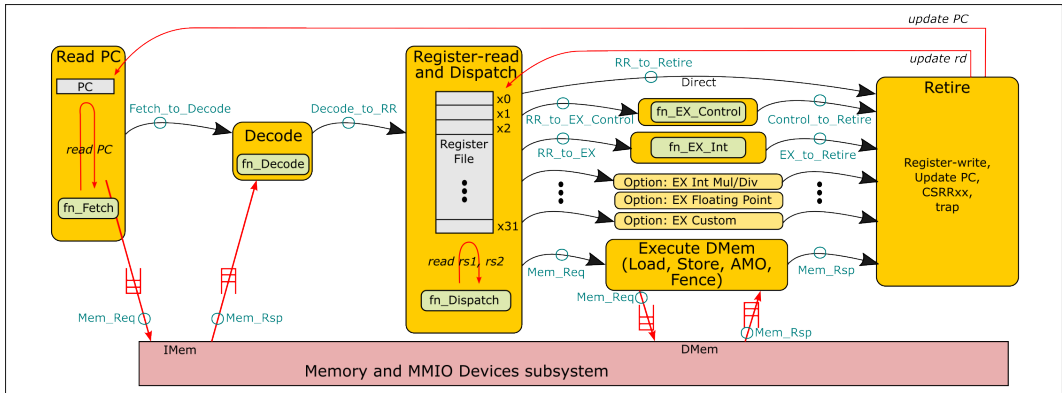 update PC
Read PC
Register-read
and Dispatch
update rd
RR_to_Retire
Direct
Retire
PC
x0
x1
x2
Fetch_to_Decode
Decode_to_RR
RR_to_EX_Control
fn_EX_Control
Control_to_Retire
Decode
read PC
Register
File
RR_to_EX
fn_EX_Int
EX_to_Retire
fn_Decode
Register-write,
Update PC,
CSRRxx,
trap
Option: EX Int Mul/Div
Option: EX Floating Point
Option: EX Custom
fn_Fetch
x31
read rs1, rs2
Execute DMem
(Load, Store, AMO,
Fence)
Mem_Req
Mem_Rsp
fn_Dispatch
Mem_Req
Mem_Req
Mem_Rsp
Mem_Rsp
IMem
DMem
Memory and MMIO Devices subsystem